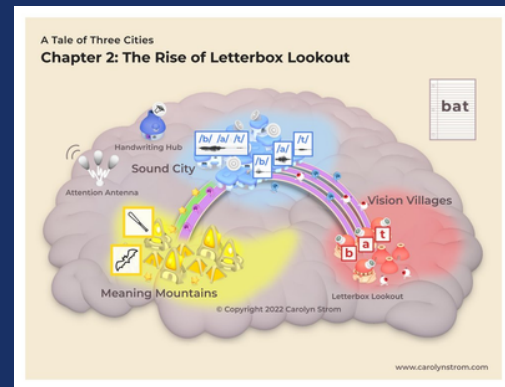 A Tale of Three Cities
Chapter 2: The Rise of Letterbox Lookout
bat
Handwriting Hub
/b/ /a/ /t/
/t/
/a/
/b/
Sound City
Attention Antenna
Vision Villages
b a t
Meaning Mountains
Letterbox Lookout
© Copyright 2022 Carolyn Strom
www.carolynstrom.com